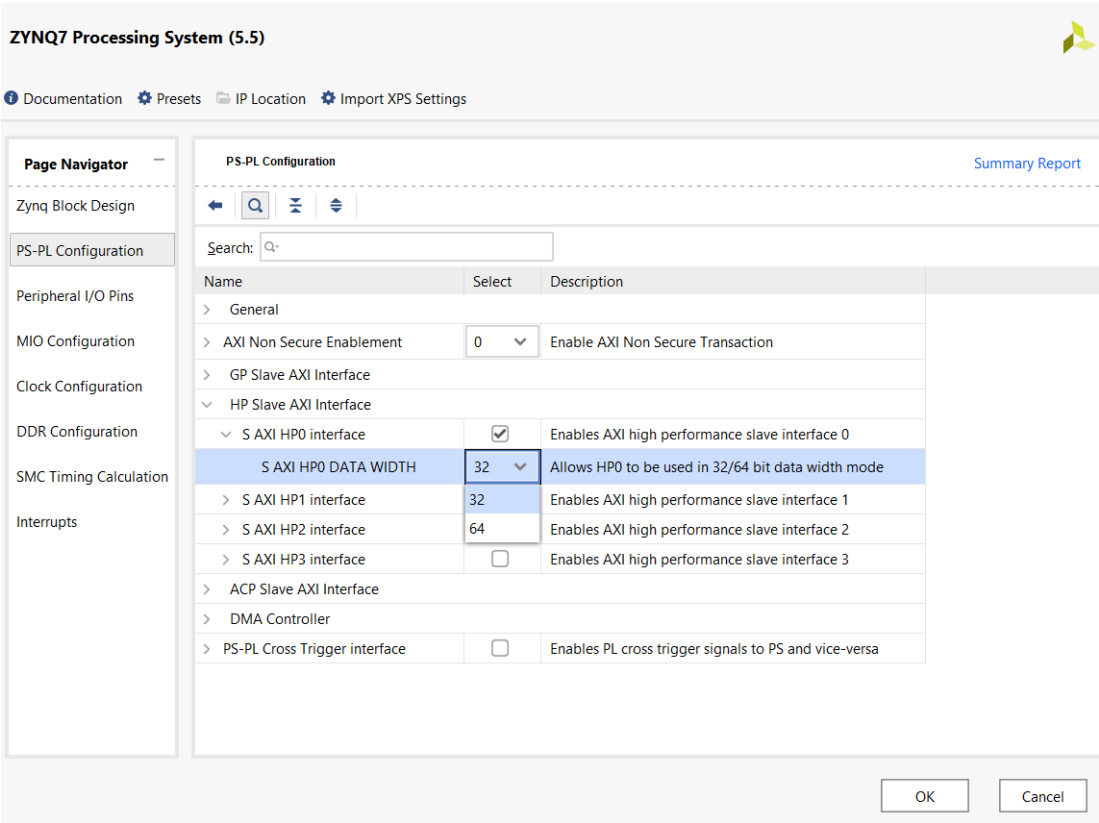 ZYNQ7 Processing System (5.5)
Documentation Presets IP Location Import XPS Settings
Page Navigator
Zynq Block Design
PS-PL Configuration
Peripheral I/O Pins
MIO Configuration
Clock Configuration
DDR Configuration
SMC Timing Calculation
Interrupts
PS-PL Configuration Summary Report
Search:
Name Select Description
General
AXI Non Secure Enablement 0 Enable AXI Non Secure Transaction
GP Slave AXI Interface
HP Slave AXI Interface
S AXI HP0 interface Enables AXI high performance slave interface 0
S AXI HP0 DATA WIDTH 32 Allows HP0 to be used in 32/64 bit data width mode
S AXI HP1 interface 32 Enables AXI high performance slave interface 1
S AXI HP2 interface 64 Enables AXI high performance slave interface 2
S AXI HP3 interface Enables AXI high performance slave interface 3
ACP Slave AXI Interface
DMA Controller
PS-PL Cross Trigger interface Enables PL cross trigger signals to PS and vice-versa
OK Cancel